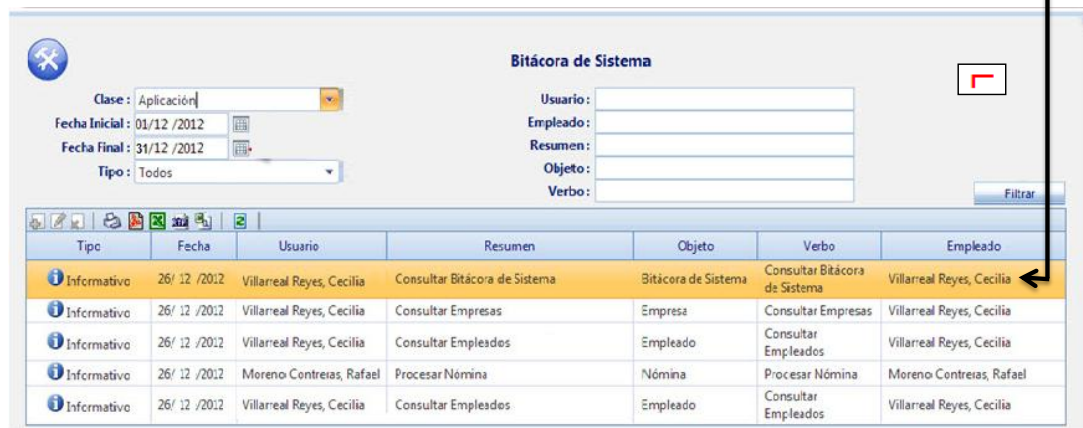 Bitácora de Sistema
Clase : Aplicación
Fecha Inicial : 01/12 /2012
Fecha Final : 31/12 /2012
Tipo : Todos
Usuario :
Empleado :
Resumen :
Objeto :
Verbo :
Filtrar
Tipo Fecha Usuario Resumen Objeto Verbo Empleado
Informativo 26/ 12 /2012 Villarreal Reyes, Cecilia Consultar Bitácora de Sistema Bitácora de Sistema Consultar Bitácora de Sistema Villarreal Reyes, Cecilia
Informativo 26/ 12 /2012 Villarreal Reyes, Cecilia Consultar Empresas Empresa Consultar Empresas Villarreal Reyes, Cecilia
Informativo 26/ 12 /2012 Villarreal Reyes, Cecilia Consultar Empleados Empleado Consultar Empleados Villarreal Reyes, Cecilia
Informativo 26/ 12 /2012 Moreno Contreras, Rafael Procesar Nómina Nómina Procesar Nómina Moreno Contreras, Rafael
Informativo 26/ 12 /2012 Villarreal Reyes, Cecilia Consultar Empleados Empleado Consultar Empleados Villarreal Reyes, Cecilia